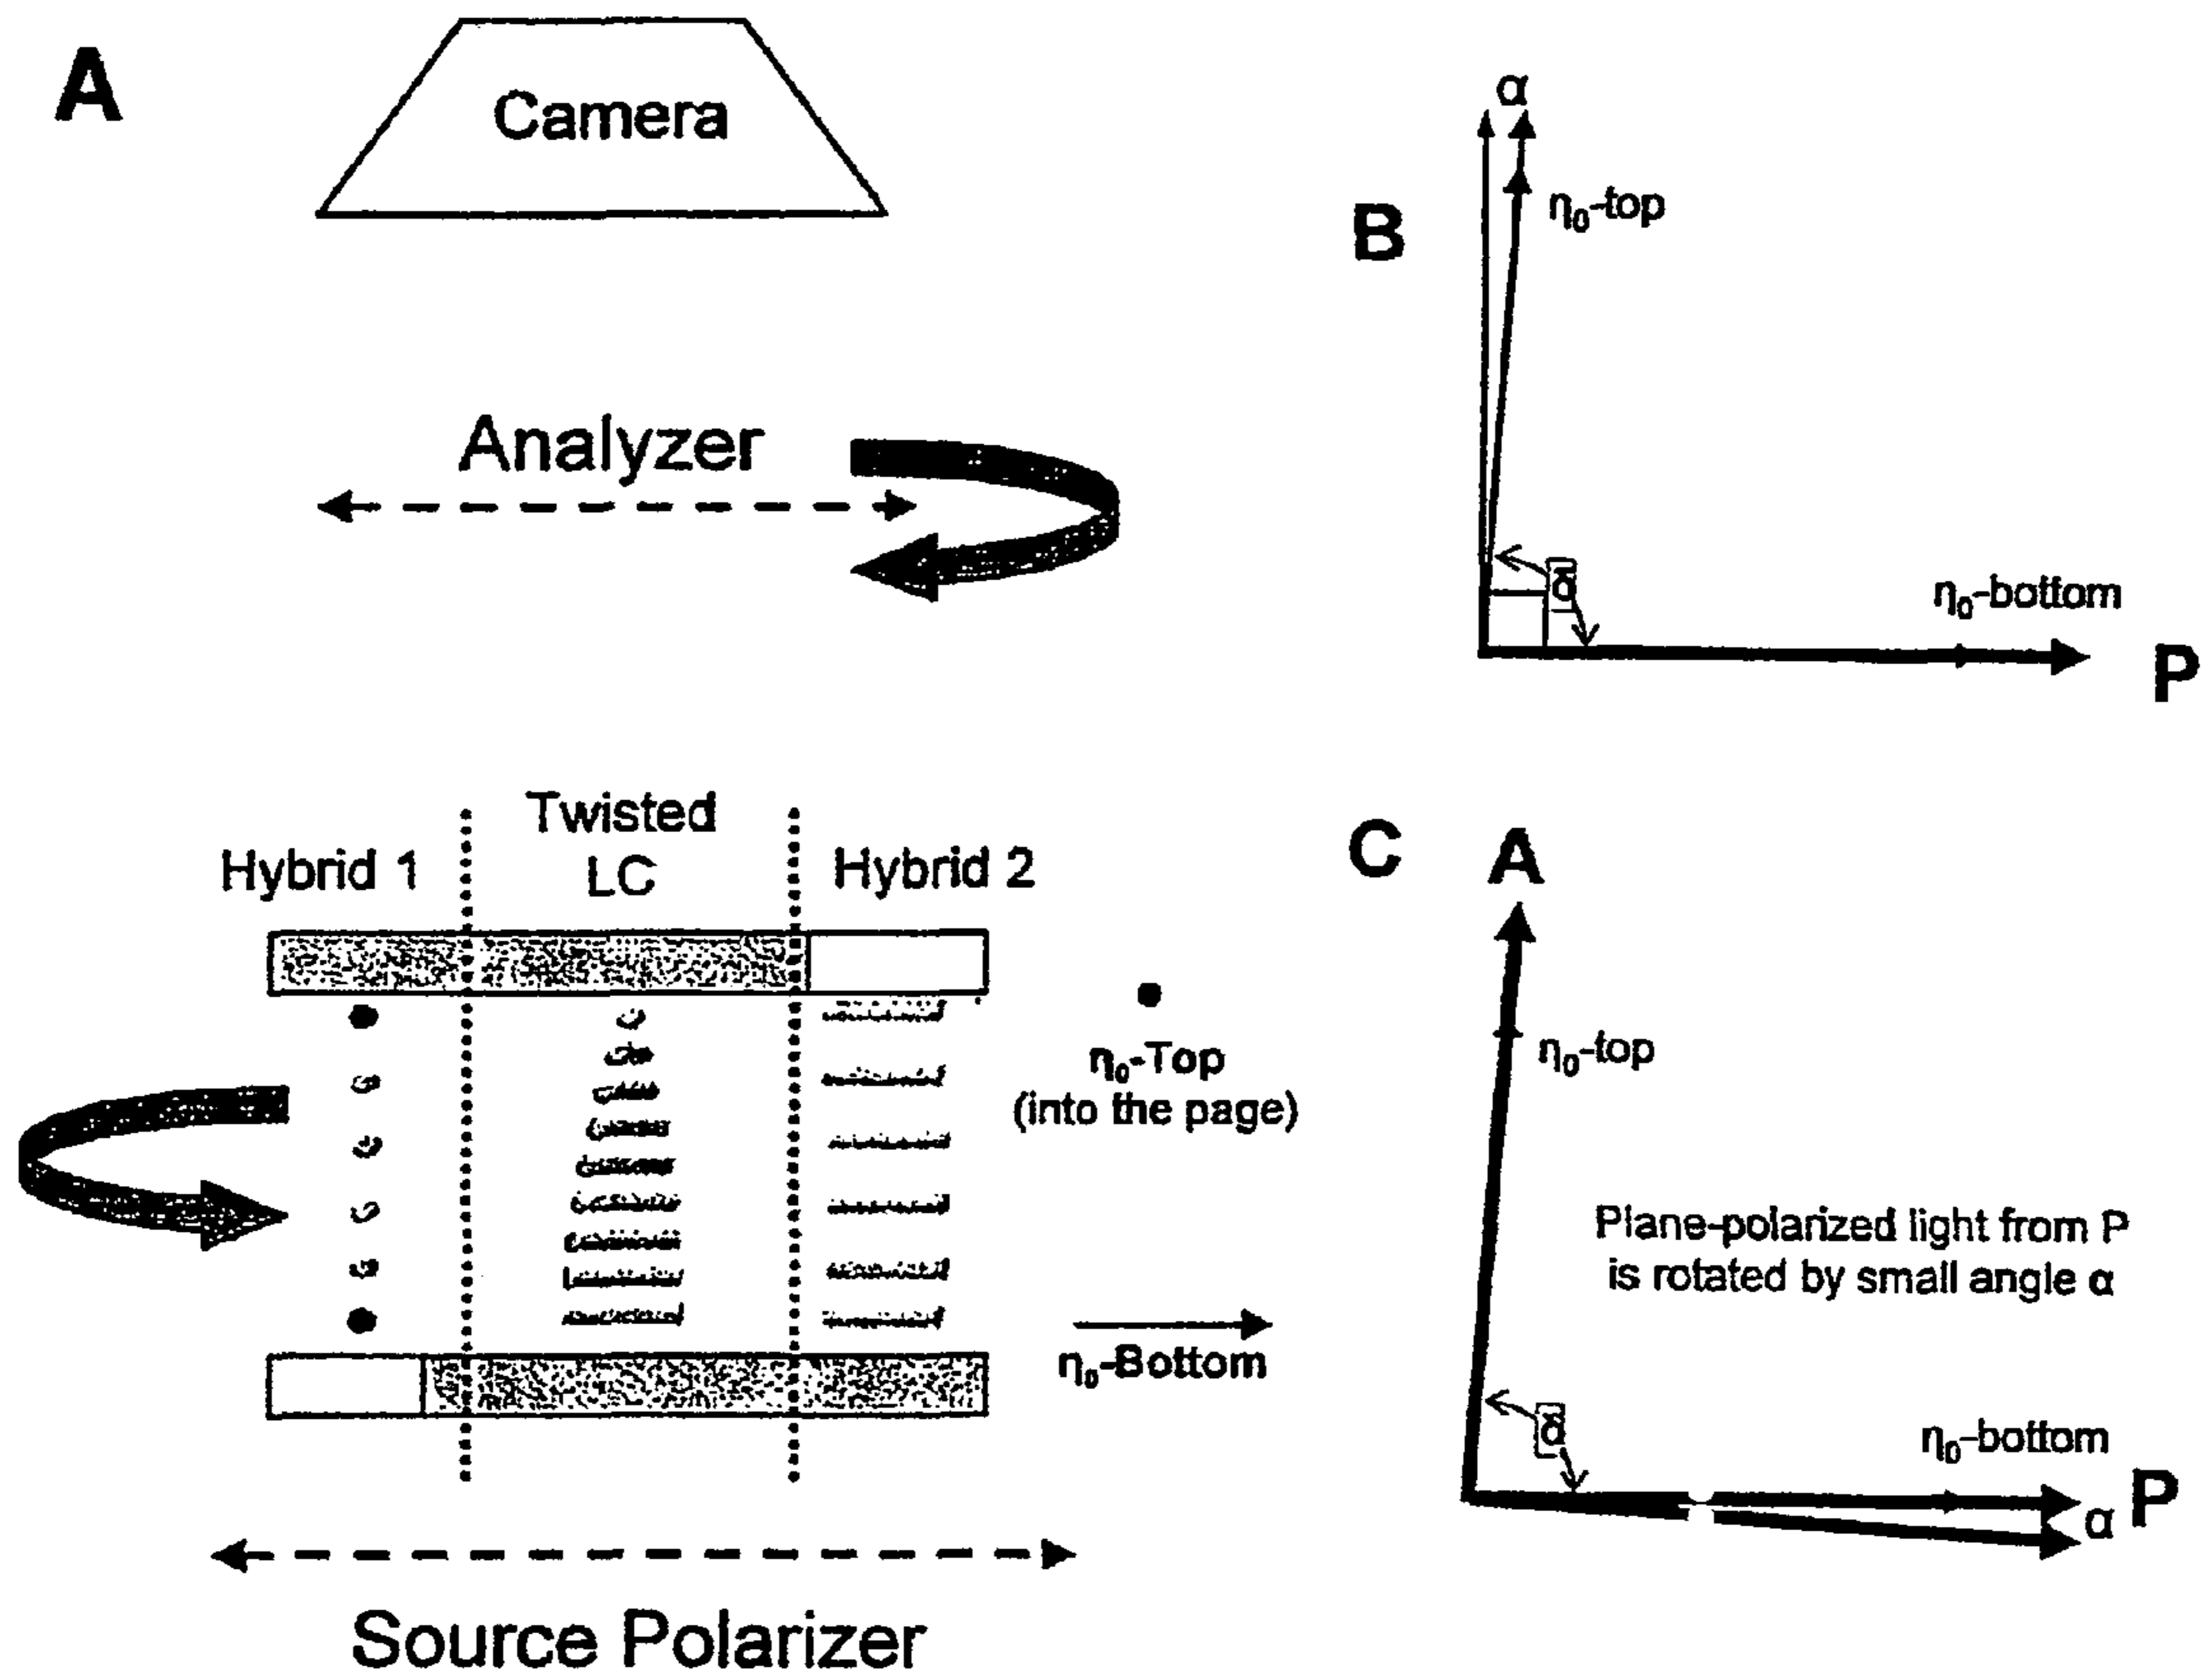 A
Camera
Analyzer
Twisted
LC
Hybrid 1
Hybrid 2
η₀-Top
(into the page)
η₀-Bottom
Source Polarizer
B
α
η₀-top
δ
η₀-bottom
P
C
A
η₀-top
Plane-polarized light from P
is rotated by small angle α
δ
η₀-bottom
α
P